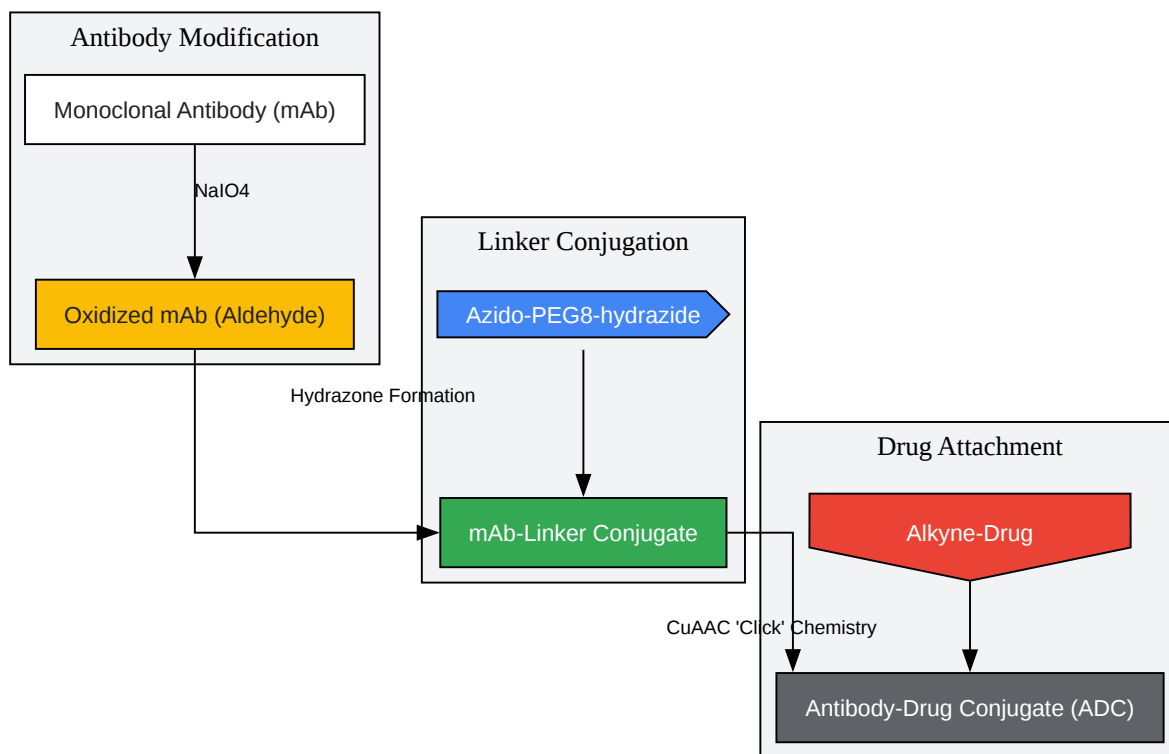 Antibody Modification
Monoclonal Antibody (mAb)
NaIO4
Oxidized mAb (Aldehyde)
Linker Conjugation
Azido-PEG8-hydrazide
Hydrazone Formation
mAb-Linker Conjugate
Drug Attachment
Alkyne-Drug
CuAAC 'Click' Chemistry
Antibody-Drug Conjugate (ADC)